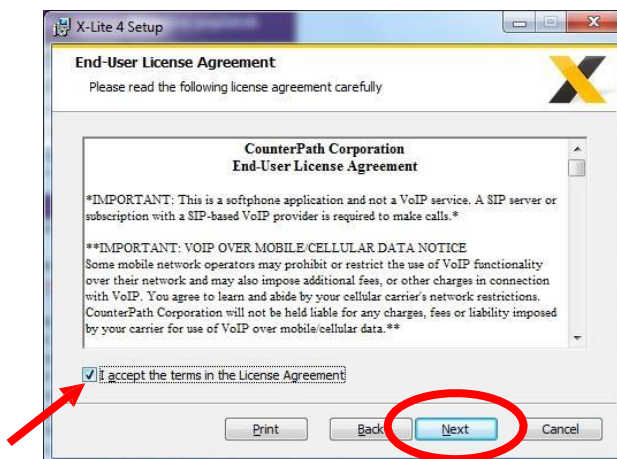 X-Lite 4 Setup
End-User License Agreement
Please read the following license agreement carefully
CounterPath Corporation
End-User License Agreement
*IMPORTANT: This is a softphone application and not a VoIP service. A SIP server or
subscription with a SIP-based VoIP provider is required to make calls.*
**IMPORTANT: VOIP OVER MOBILE/CELLULAR DATA NOTICE
Some mobile network operators may prohibit or restrict the use of VoIP functionality
over their network and may also impose additional fees, or other charges in connection
with VoIP. You agree to learn and abide by your cellular carrier's network restrictions.
CounterPath Corporation will not be held liable for any charges, fees or liability imposed
by your carrier for use of VoIP over mobile/cellular data.**
I accept the terms in the License Agreement
Print Back Next Cancel